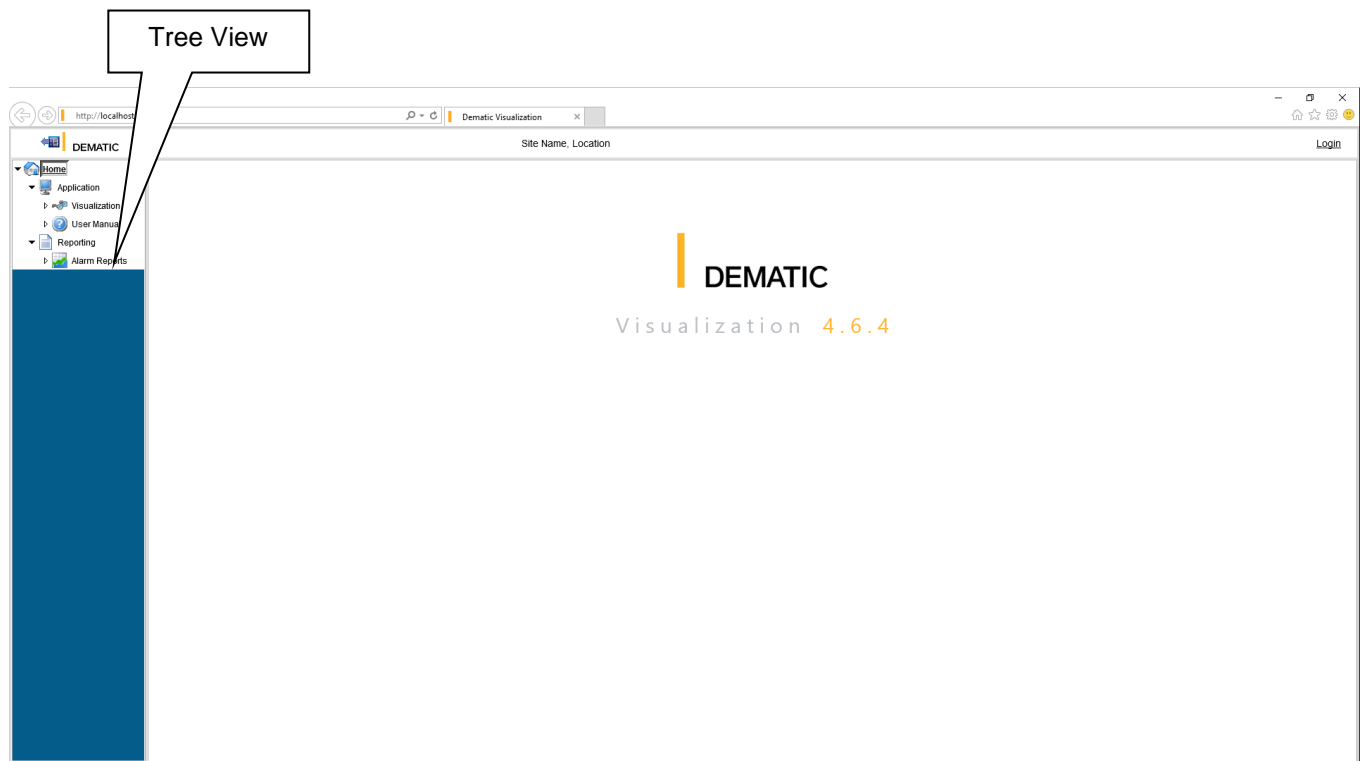 Tree View
http://localhost
Dematic Visualization
DEMATIC
Site Name, Location
Login
Home
Application
Visualization
User Manual
Reporting
Alarm Reports
DEMATIC
Visualization 4.6.4